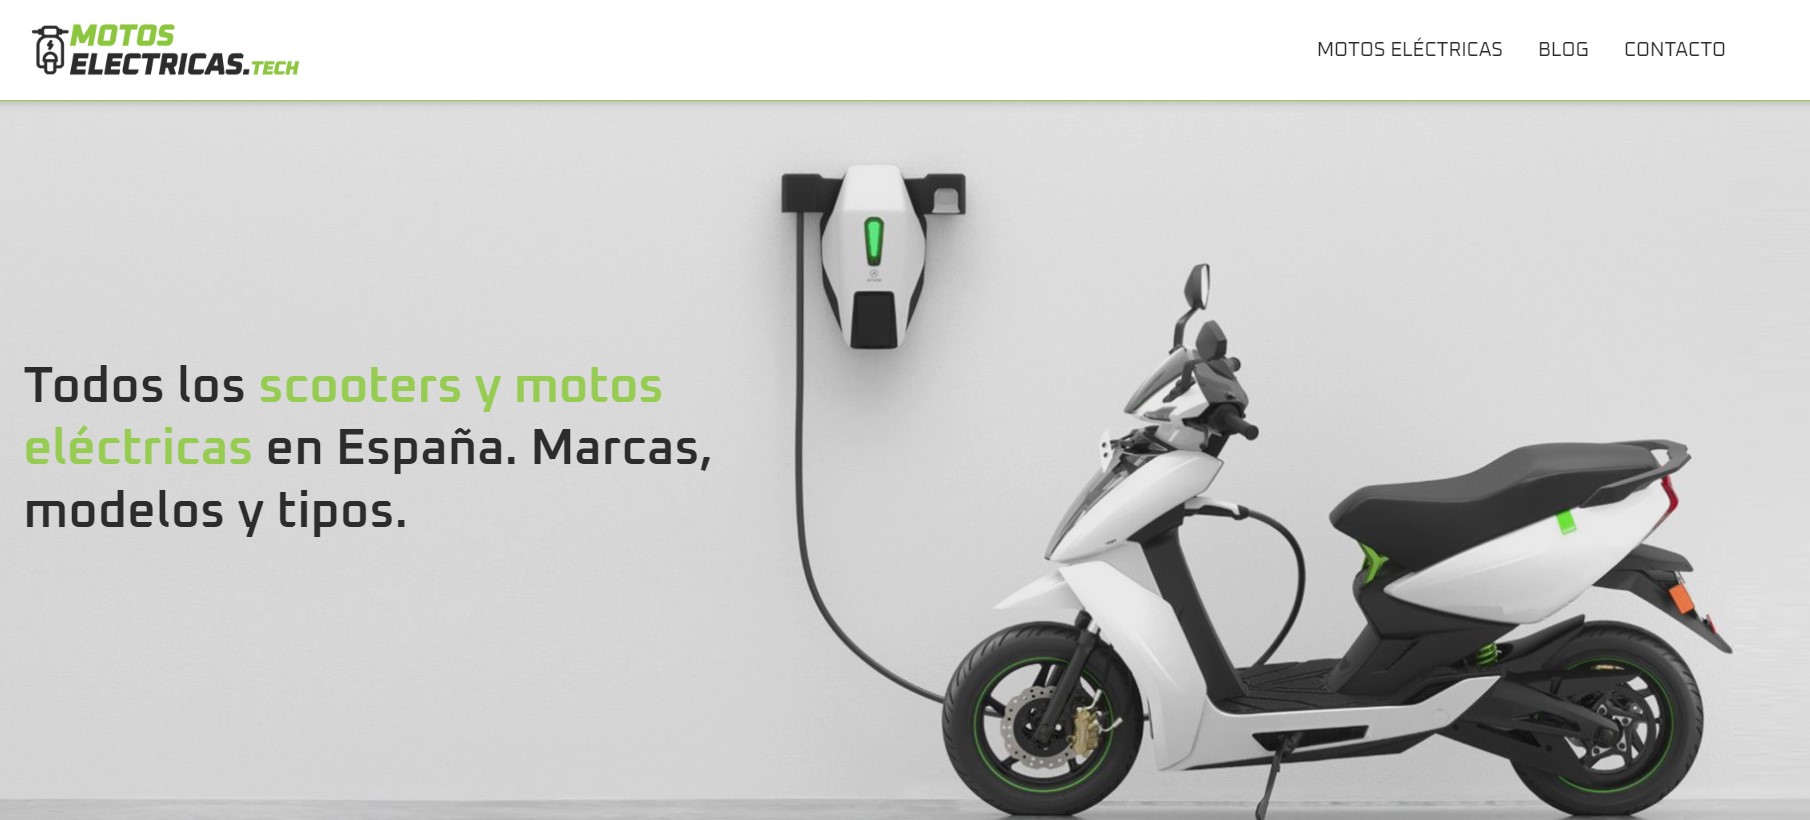 MOTOS
ELECTRICAS.TECH
MOTOS ELÉCTRICAS
BLOG
CONTACTO
Todos los scooters y motos
eléctricas en España. Marcas,
modelos y tipos.